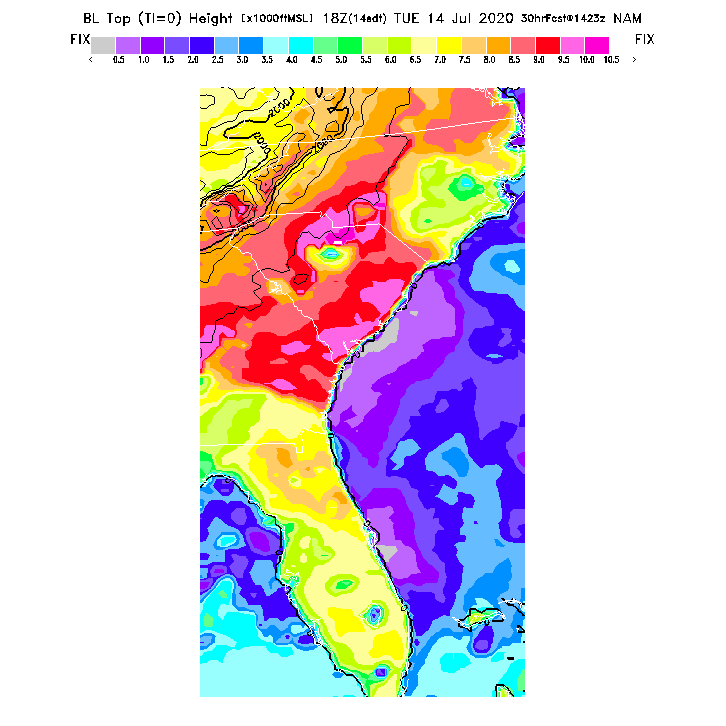 BL Top (TI=0) Height [x1000ftMSL] 18Z(14edt) TUE 14 Jul 2020 30hrFcst@1423z NAM
FIX FIX
< 0.5 1.0 1.5 2.0 2.5 3.0 3.5 4.0 4.5 5.0 5.5 6.0 6.5 7.0 7.5 8.0 8.5 9.0 9.5 10.0 10.5 >
2000
2000
2000